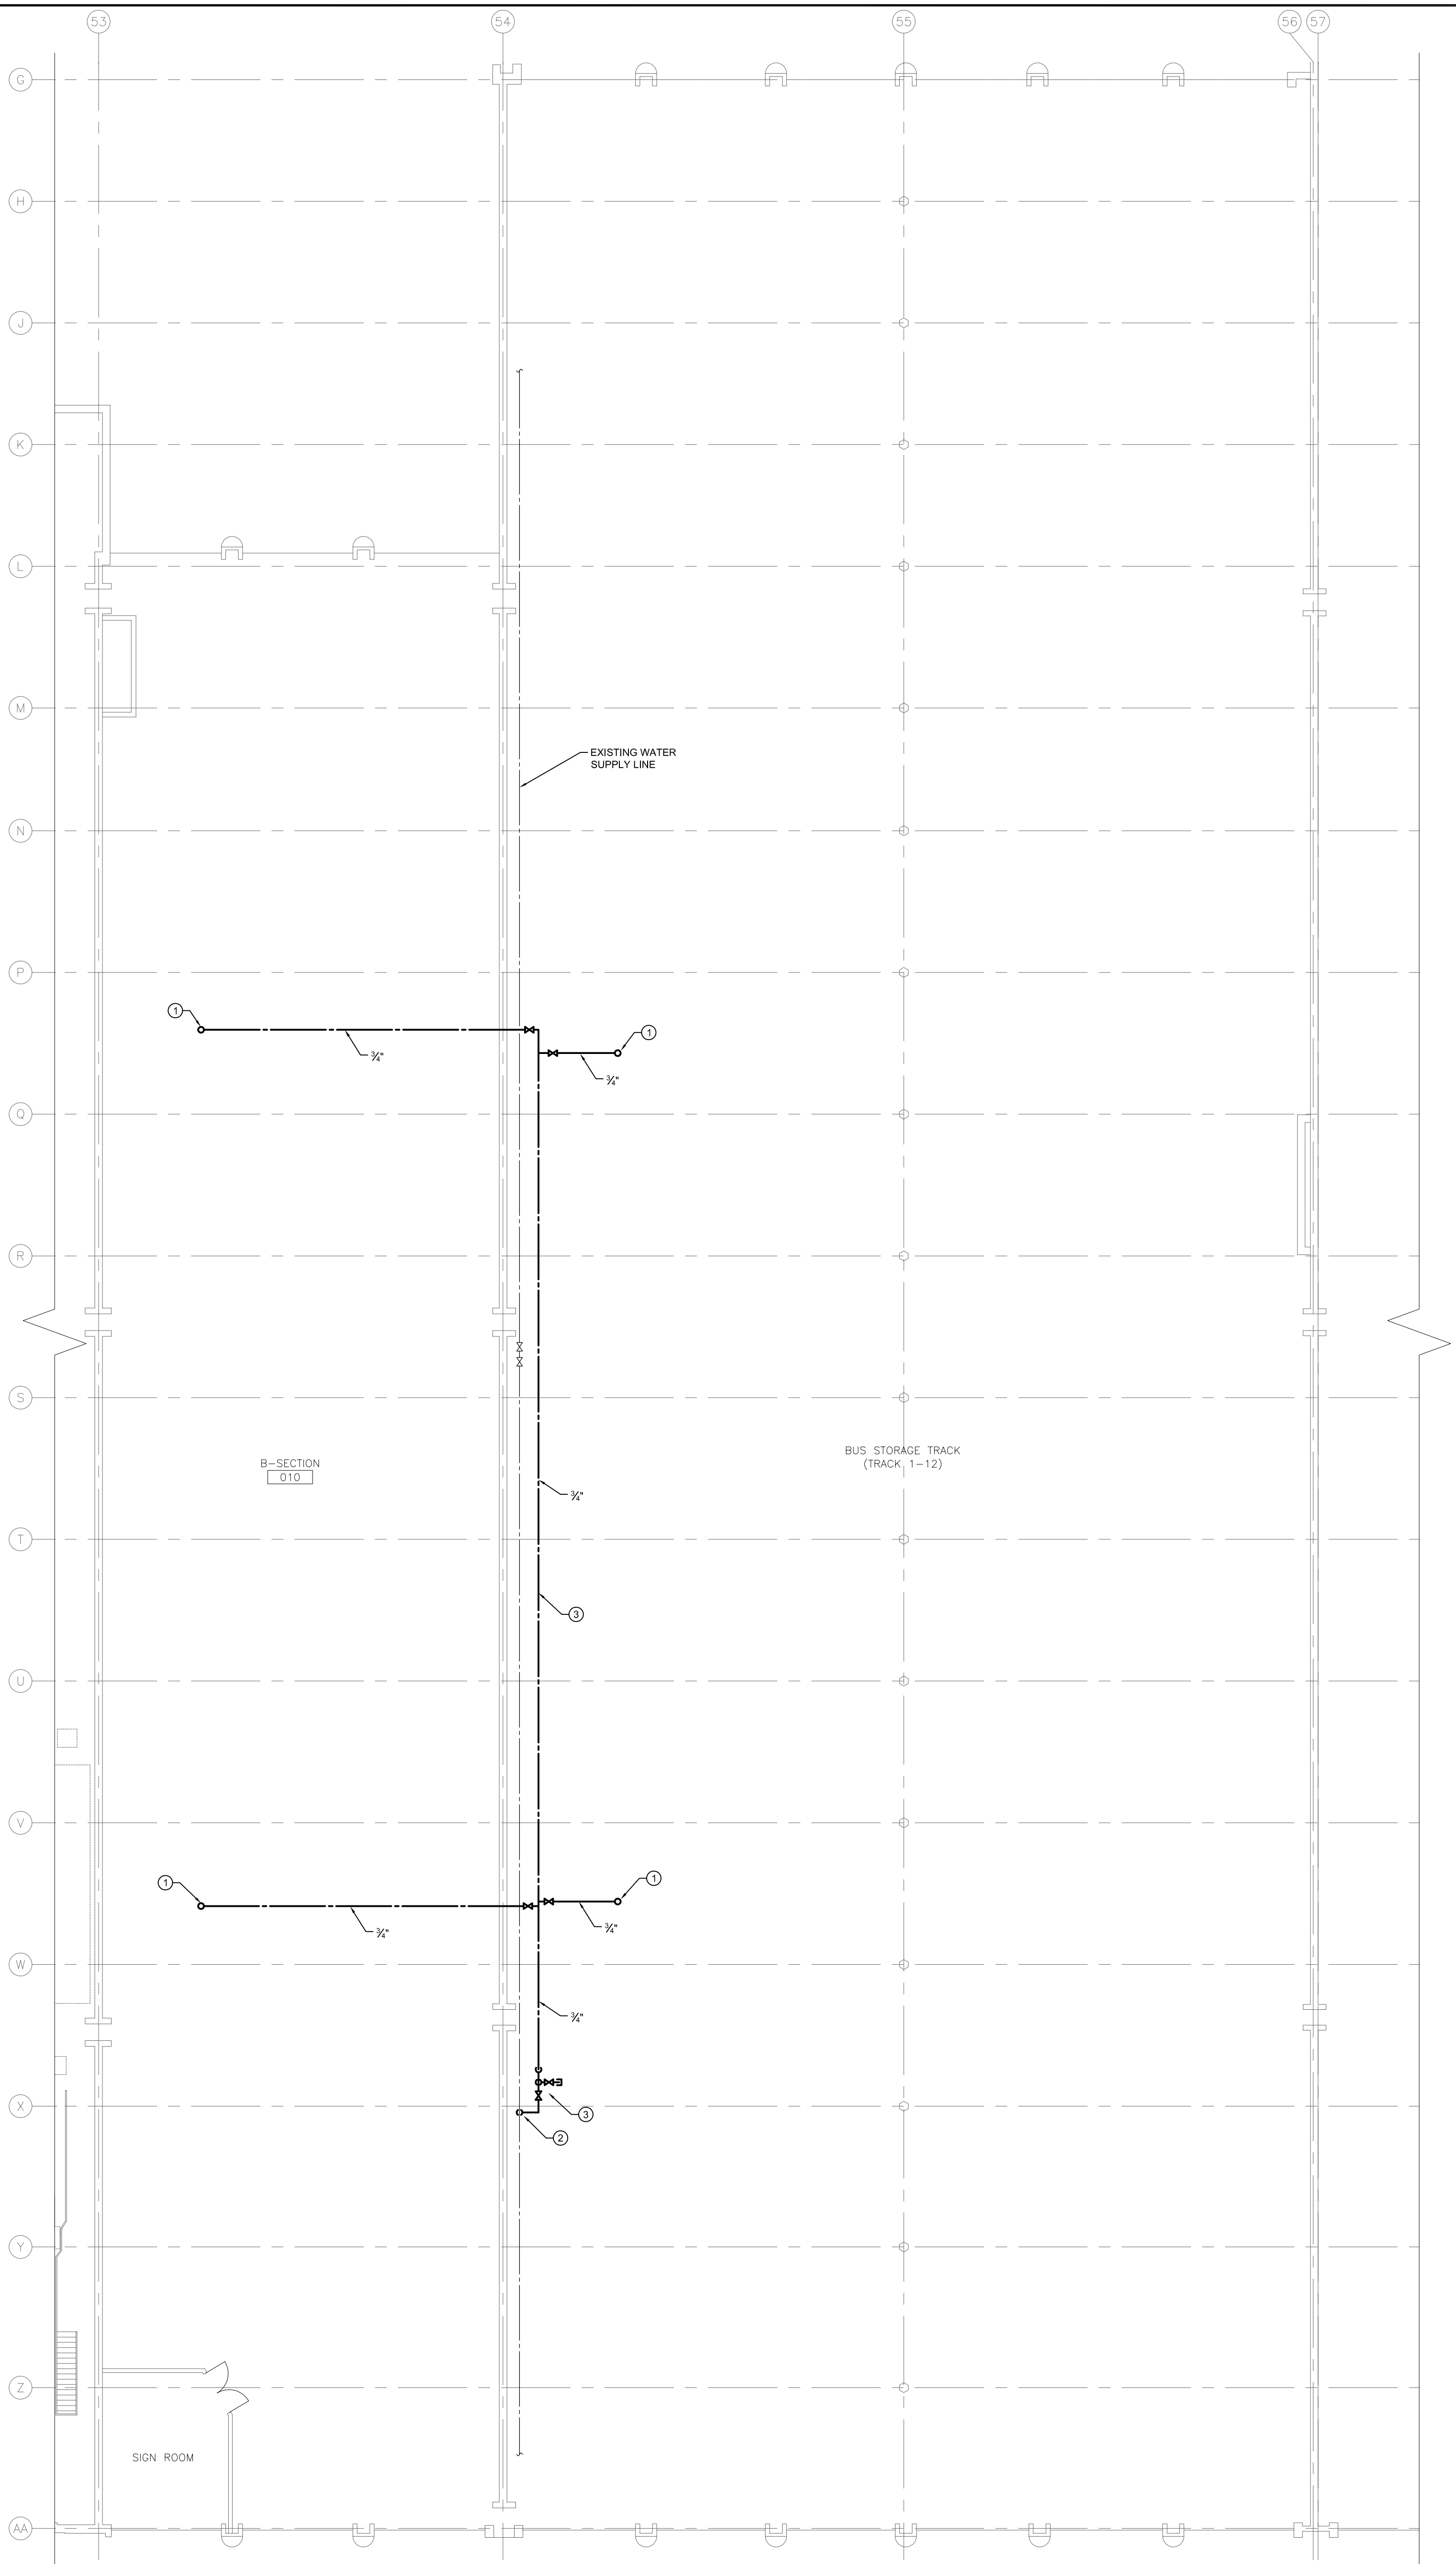 53
54
55
56
57
G
H
J
K
L
M
EXISTING WATER
SUPPLY LINE
N
P
1
1
3/4"
3/4"
Q
R
S
BUS STORAGE TRACK
(TRACK 1-12)
B-SECTION
010
3/4"
T
3
U
V
1
1
3/4"
3/4"
W
3/4"
X
3
2
Y
Z
SIGN ROOM
AA